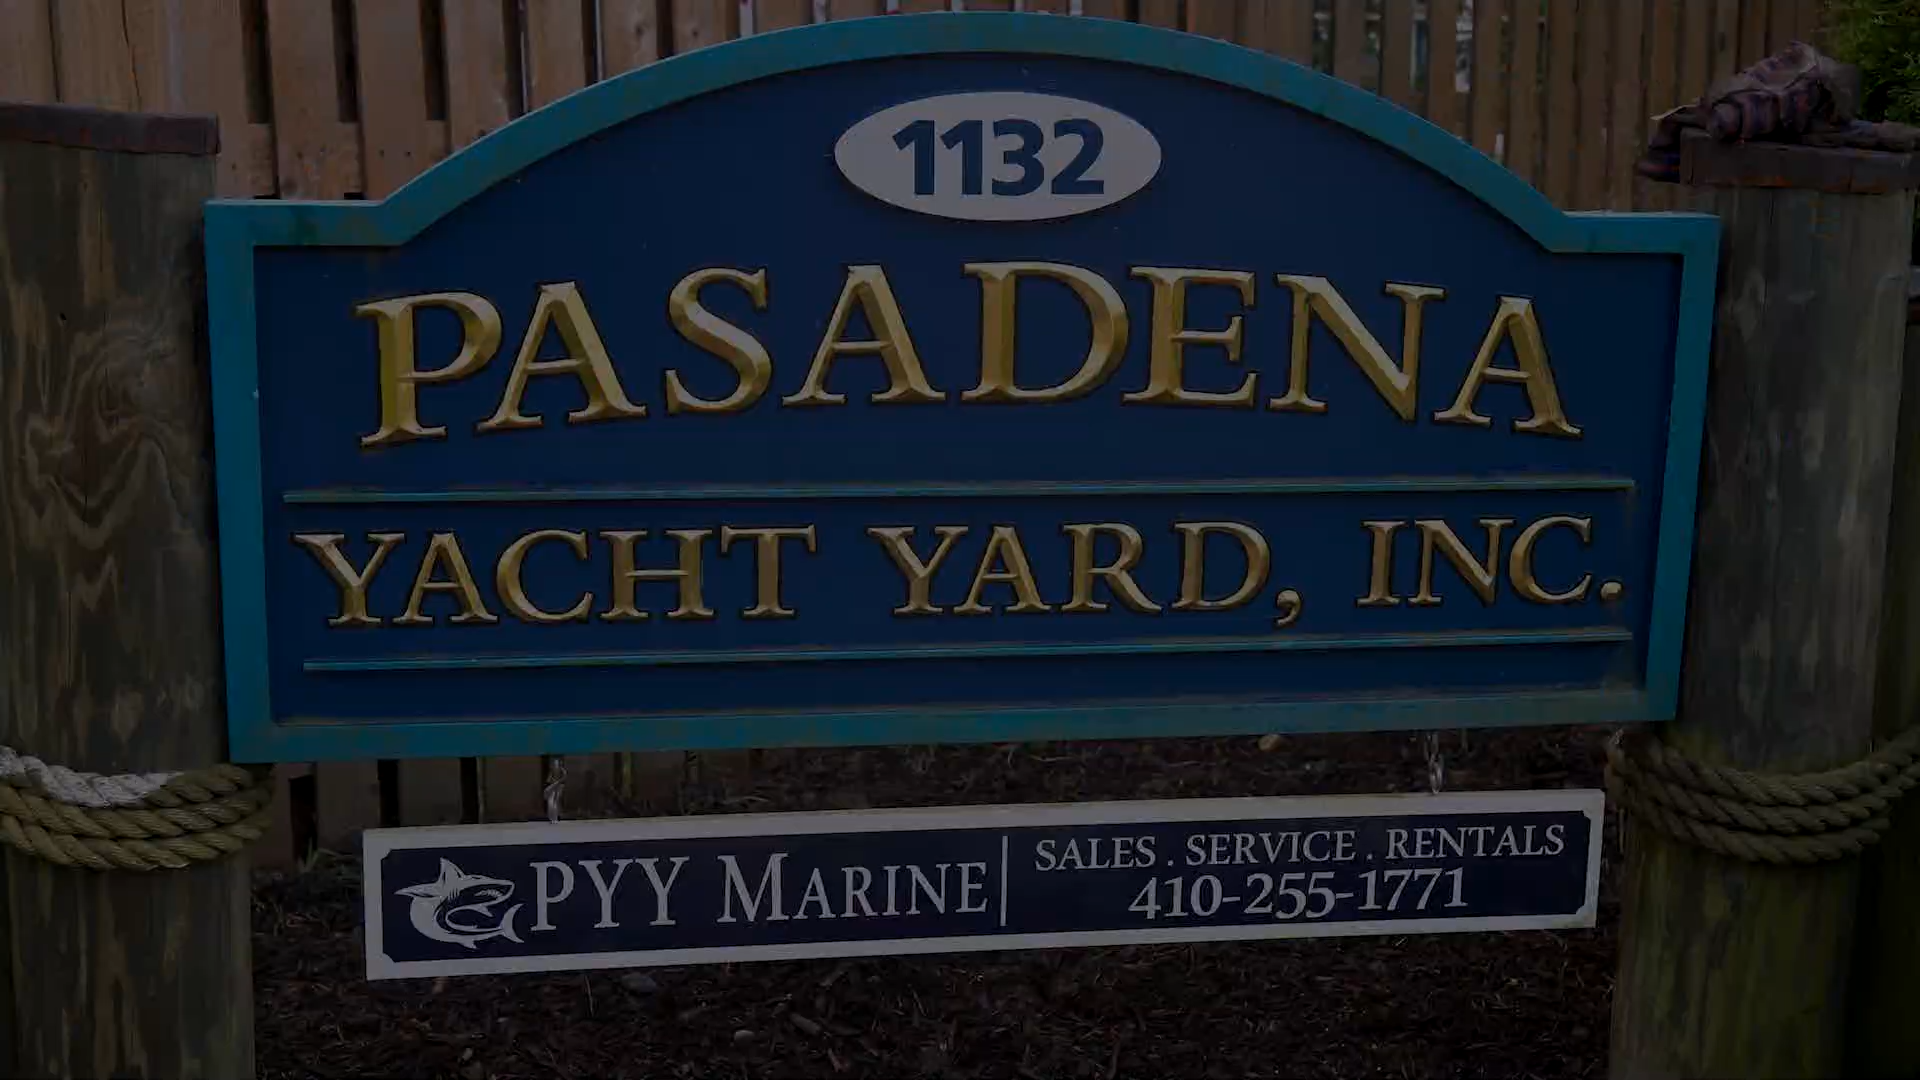 1132
PASADENA
YACHT YARD, INC.
PYY MARINE
SALES . SERVICE . RENTALS
410-255-1771